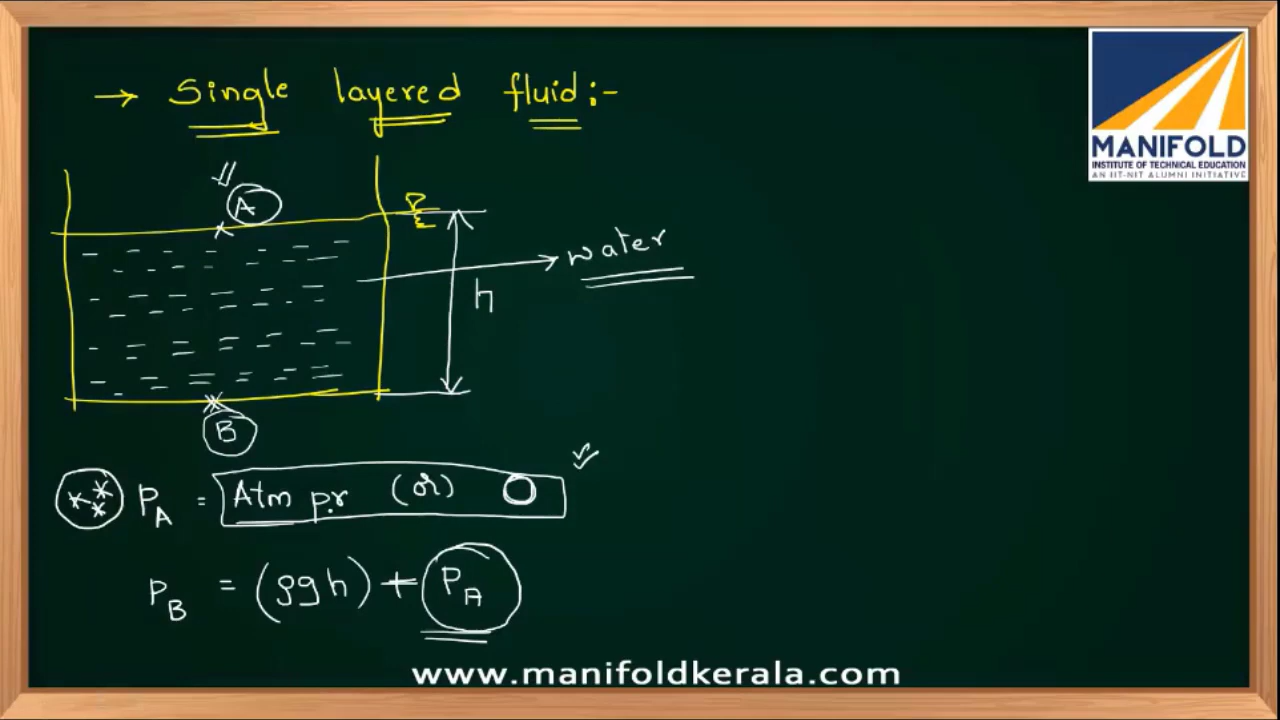 → Single layered fluid:-
MANIFOLD
INSTITUTE OF TECHNICAL EDUCATION
AN IIT-NIT ALUMNI INITIATIVE
A
water
h
B
P_A = Atm pr (or) 0
P_B = (ρgh) + P_A
www.manifoldkerala.com